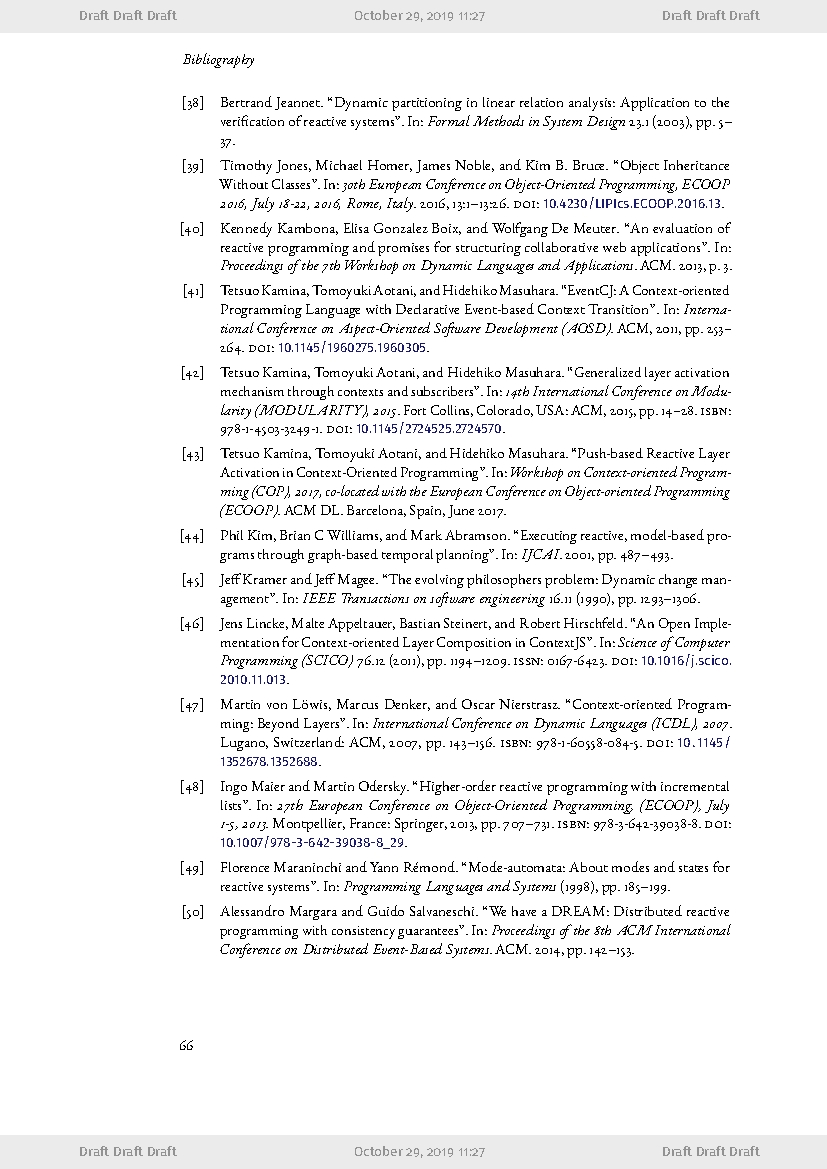 Draft Draft Draft October 29, 2019 11:27 Draft Draft Draft
Bibliography
[38] Bertrand Jeannet. “Dynamic partitioning in linear relation analysis: Application to the
verification of reactive systems”. In: Formal Methods in System Design 23.1 (2003), pp. 5–
37.
[39] Timothy Jones, Michael Homer, James Noble, and Kim B. Bruce. “Object Inheritance
Without Classes”. In: 30th European Conference on Object-Oriented Programming, ECOOP
2016, July 18-22, 2016, Rome, Italy. 2016, 13:1–13:26. DOI: 10.4230/LIPIcs.ECOOP.2016.13.
[40] Kennedy Kambona, Elisa Gonzalez Boix, and Wolfgang De Meuter. “An evaluation of
reactive programming and promises for structuring collaborative web applications”. In:
Proceedings of the 7th Workshop on Dynamic Languages and Applications. ACM. 2013, p. 3.
[41] Tetsuo Kamina, Tomoyuki Aotani, and Hidehiko Masuhara. “EventCJ: A Context-oriented
Programming Language with Declarative Event-based Context Transition”. In: Interna-
tional Conference on Aspect-Oriented Software Development (AOSD). ACM, 2011, pp. 253–
264. DOI: 10.1145/1960275.1960305.
[42] Tetsuo Kamina, Tomoyuki Aotani, and Hidehiko Masuhara. “Generalized layer activation
mechanism through contexts and subscribers”. In: 14th International Conference on Modu-
larity (MODULARITY), 2015. Fort Collins, Colorado, USA: ACM, 2015, pp. 14–28. ISBN:
978-1-4503-3249-1. DOI: 10.1145/2724525.2724570.
[43] Tetsuo Kamina, Tomoyuki Aotani, and Hidehiko Masuhara. “Push-based Reactive Layer
Activation in Context-Oriented Programming”. In: Workshop on Context-oriented Program-
ming (COP), 2017, co-located with the European Conference on Object-oriented Programming
(ECOOP). ACM DL. Barcelona, Spain, June 2017.
[44] Phil Kim, Brian C Williams, and Mark Abramson. “Executing reactive, model-based pro-
grams through graph-based temporal planning”. In: IJCAI. 2001, pp. 487–493.
[45] Jeff Kramer and Jeff Magee. “The evolving philosophers problem: Dynamic change man-
agement”. In: IEEE Transactions on software engineering 16.11 (1990), pp. 1293–1306.
[46] Jens Lincke, Malte Appeltauer, Bastian Steinert, and Robert Hirschfeld. “An Open Imple-
mentation for Context-oriented Layer Composition in ContextJS”. In: Science of Computer
Programming (SCICO) 76.12 (2011), pp. 1194–1209. ISSN: 0167-6423. DOI: 10.1016/j.scico.
2010.11.013.
[47] Martin von Löwis, Marcus Denker, and Oscar Nierstrasz. “Context-oriented Program-
ming: Beyond Layers”. In: International Conference on Dynamic Languages (ICDL), 2007.
Lugano, Switzerland: ACM, 2007, pp. 143–156. ISBN: 978-1-60558-084-5. DOI: 10.1145/
1352678.1352688.
[48] Ingo Maier and Martin Odersky. “Higher-order reactive programming with incremental
lists”. In: 27th European Conference on Object-Oriented Programming, (ECOOP), July
1-5, 2013. Montpellier, France: Springer, 2013, pp. 707–731. ISBN: 978-3-642-39038-8. DOI:
10.1007/978-3-642-39038-8_29.
[49] Florence Maraninchi and Yann Rémond. “Mode-automata: About modes and states for
reactive systems”. In: Programming Languages and Systems (1998), pp. 185–199.
[50] Alessandro Margara and Guido Salvaneschi. “We have a DREAM: Distributed reactive
programming with consistency guarantees”. In: Proceedings of the 8th ACM International
Conference on Distributed Event-Based Systems. ACM. 2014, pp. 142–153.
66
Draft Draft Draft October 29, 2019 11:27 Draft Draft Draft